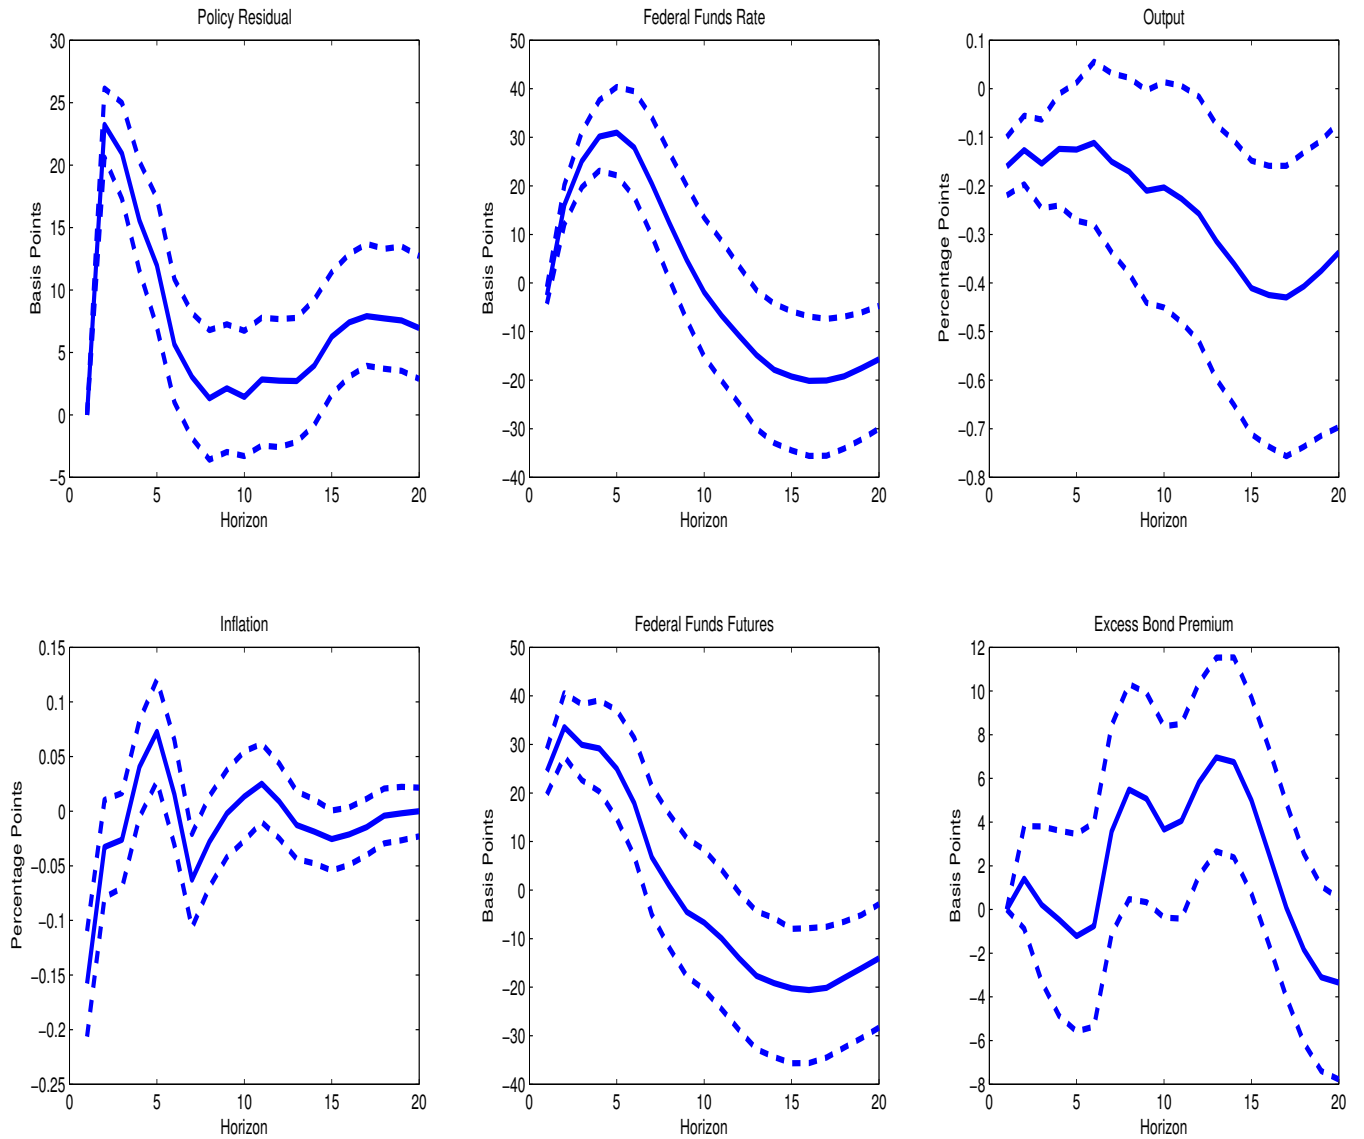 Policy Residual
30
25
20
15
10
5
0
−5
Basis Points
0 5 10 15 20
Horizon
Federal Funds Rate
50
40
30
20
10
0
−10
−20
−30
−40
Basis Points
0 5 10 15 20
Horizon
Output
0.1
0
−0.1
−0.2
−0.3
−0.4
−0.5
−0.6
−0.7
−0.8
Percentage Points
0 5 10 15 20
Horizon
Inflation
0.15
0.1
0.05
0
−0.05
−0.1
−0.15
−0.2
−0.25
Percentage Points
0 5 10 15 20
Horizon
Federal Funds Futures
50
40
30
20
10
0
−10
−20
−30
−40
Basis Points
0 5 10 15 20
Horizon
Excess Bond Premium
12
10
8
6
4
2
0
−2
−4
−6
−8
Basis Points
0 5 10 15 20
Horizon